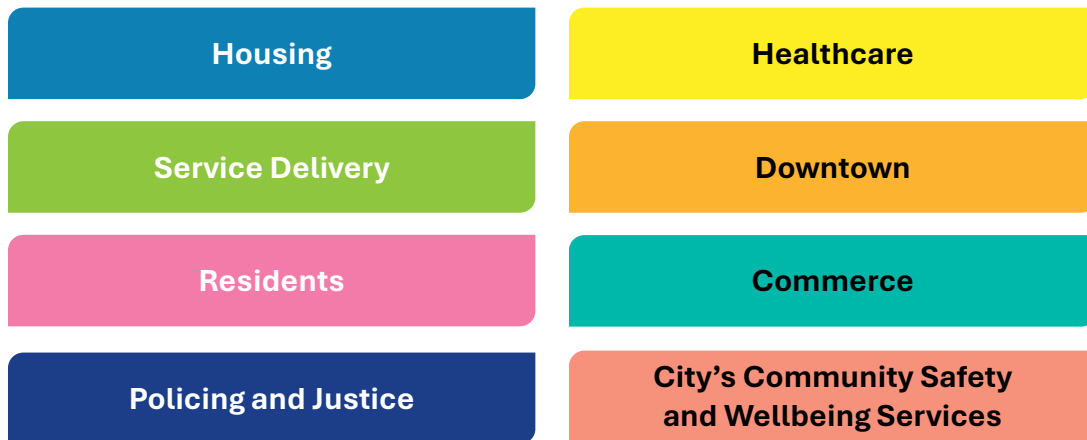 Housing
Healthcare
Service Delivery
Downtown
Residents
Commerce
Policing and Justice
City’s Community Safety
and Wellbeing Services